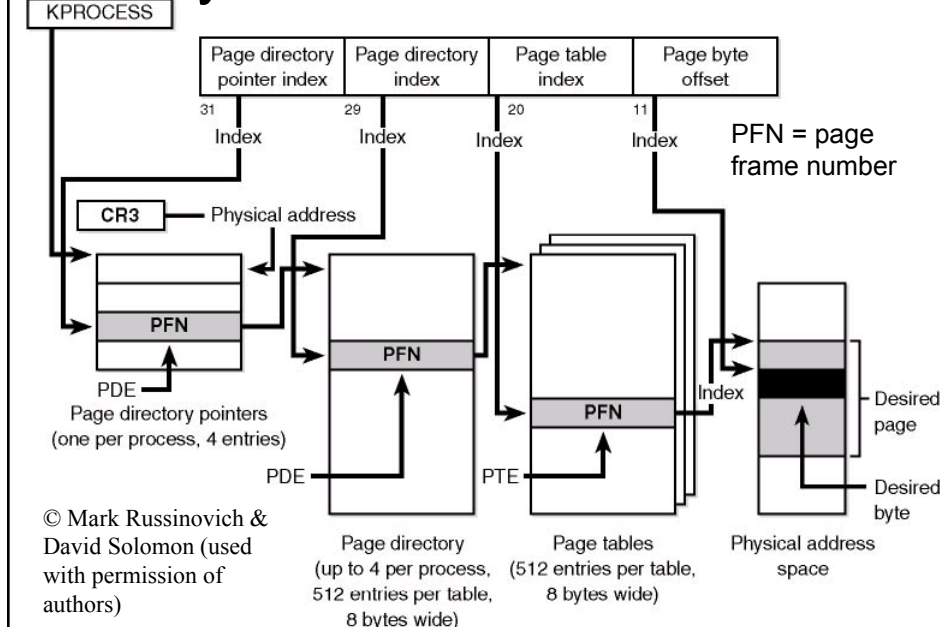 KPROCESS
Page directory
pointer index
Page directory
index
Page table
index
Page byte
offset
31
29
20
11
Index
Index
Index
Index
PFN = page
frame number
CR3
Physical address
PFN
PFN
PFN
Index
PDE
Page directory pointers
(one per process, 4 entries)
PDE
PTE
Desired
page
Desired
byte
© Mark Russinovich &
David Solomon (used
with permission of
authors)
Page directory
(up to 4 per process,
512 entries per table,
8 bytes wide)
Page tables
(512 entries per table,
8 bytes wide)
Physical address
space